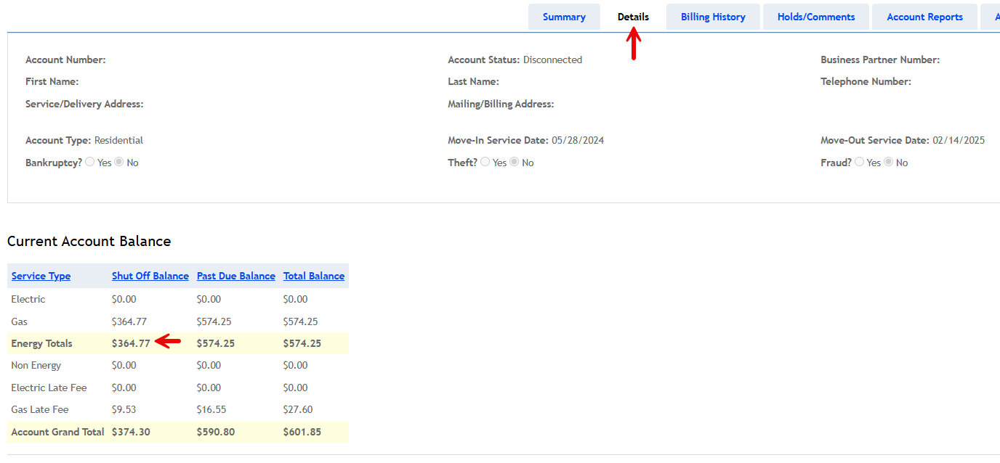 Summary Details Billing History Holds/Comments Account Reports A
Account Number: Account Status: Disconnected Business Partner Number:
First Name: Last Name: Telephone Number:
Service/Delivery Address: Mailing/Billing Address:
Account Type: Residential Move-In Service Date: 05/28/2024 Move-Out Service Date: 02/14/2025
Bankruptcy? Yes No Theft? Yes No Fraud? Yes No
Current Account Balance
Service Type Shut Off Balance Past Due Balance Total Balance
Electric $0.00 $0.00 $0.00
Gas $364.77 $574.25 $574.25
Energy Totals $364.77 $574.25 $574.25
Non Energy $0.00 $0.00 $0.00
Electric Late Fee $0.00 $0.00 $0.00
Gas Late Fee $9.53 $16.55 $27.60
Account Grand Total $374.30 $590.80 $601.85